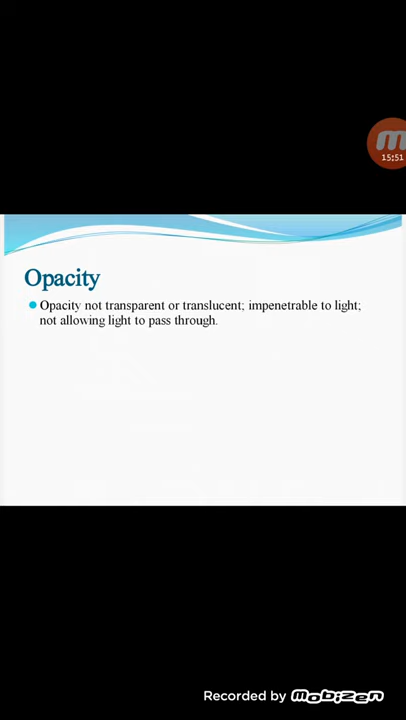 15:51
Opacity
Opacity not transparent or translucent; impenetrable to light;
not allowing light to pass through.
Recorded by mobizen